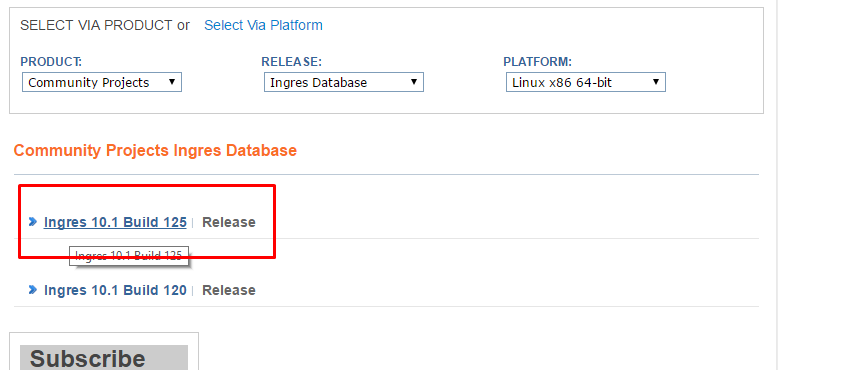 SELECT VIA PRODUCT or Select Via Platform
PRODUCT: RELEASE: PLATFORM:
Community Projects Ingres Database Linux x86 64-bit
Community Projects Ingres Database
Ingres 10.1 Build 125 Release
Ingres 10.1 Build 125
Ingres 10.1 Build 120 Release
Subscribe